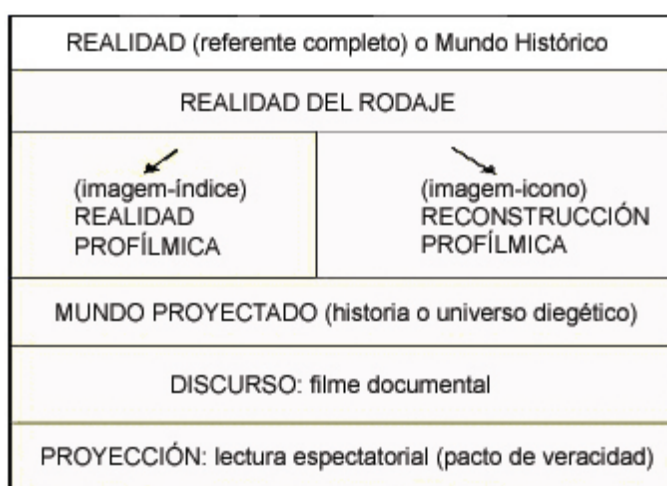 REALIDAD (referente completo) o Mundo Histórico
REALIDAD DEL RODAJE
(imagem-índice)
REALIDAD
PROFÍLMICA
(imagem-icono)
RECONSTRUCCIÓN
PROFÍLMICA
MUNDO PROYECTADO (historia o universo diegético)
DISCURSO: filme documental
PROYECCIÓN: lectura espectatorial (pacto de veracidad)